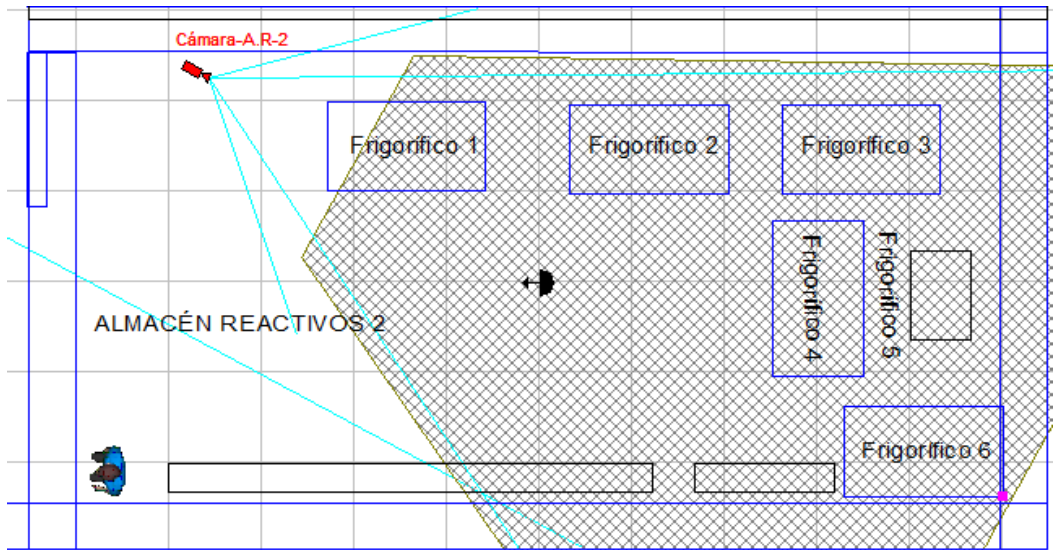 Cámara-A.R-2
Frigorífico 1
Frigorífico 2
Frigorífico 3
Frigorífico 4
Frigorífico 5
ALMACÉN REACTIVOS 2
Frigorífico 6